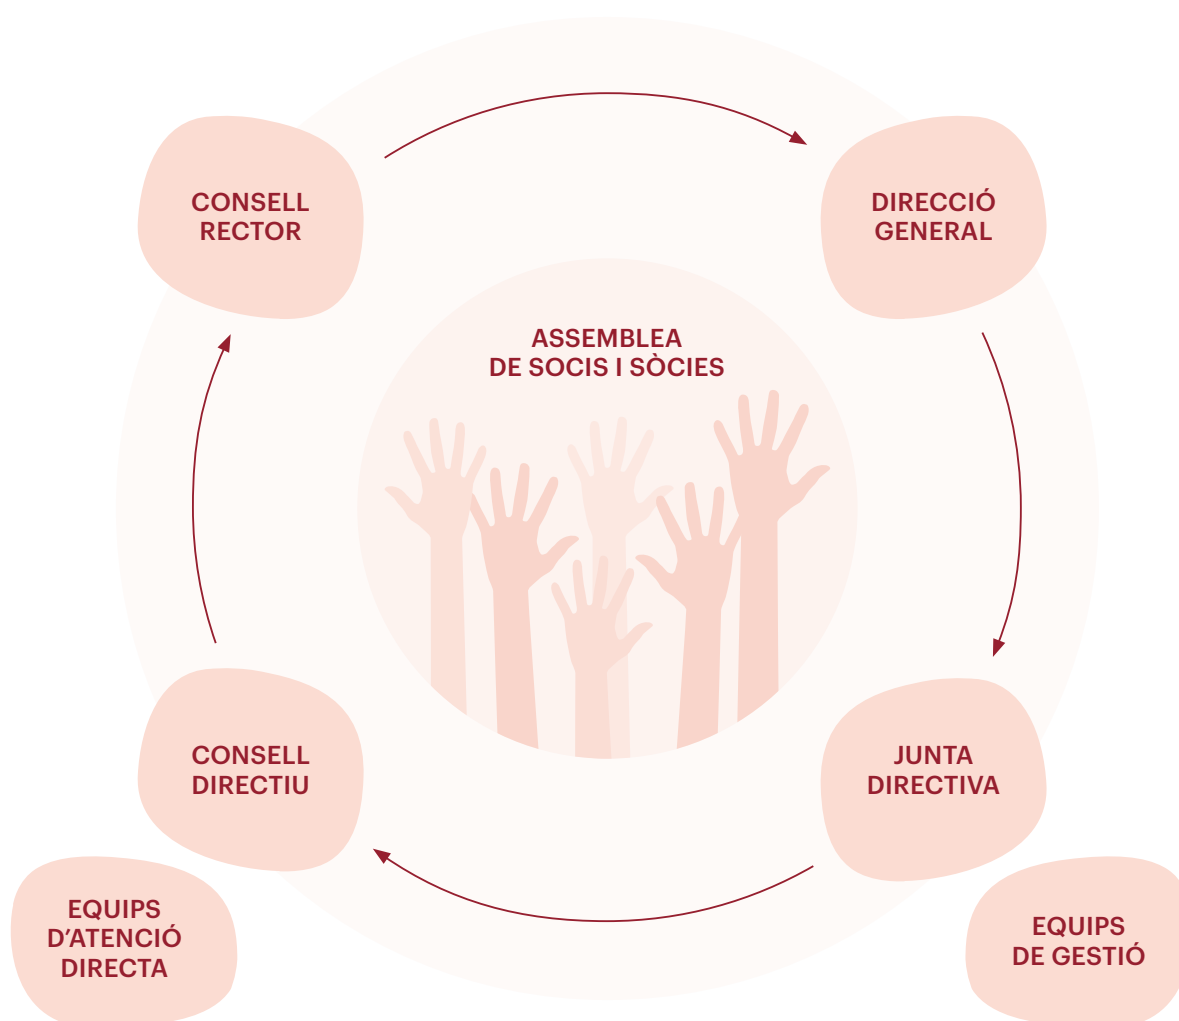 CONSELL
RECTOR
DIRECCIÓ
GENERAL
ASSEMBLEA
DE SOCIS I SÒCIES
CONSELL
DIRECTIU
JUNTA
DIRECTIVA
EQUIPS
D'ATENCIÓ
DIRECTA
EQUIPS
DE GESTIÓ